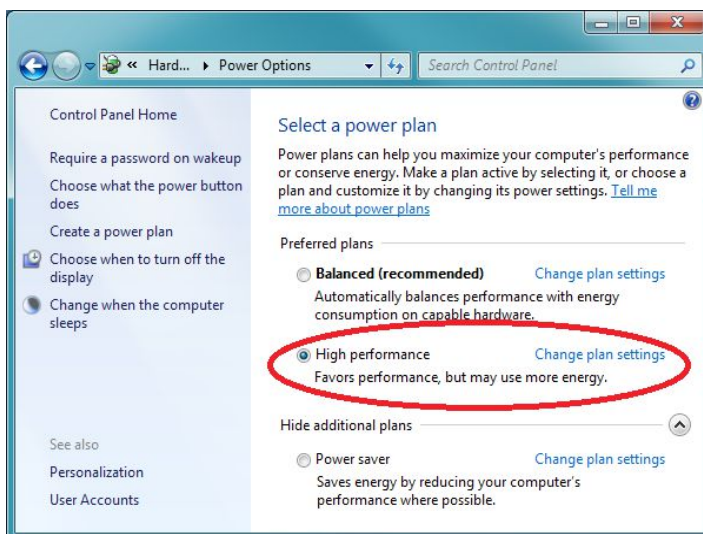 « Hard... ▸ Power Options
Search Control Panel
Control Panel Home
Require a password on wakeup
Choose what the power button
does
Create a power plan
Choose when to turn off the
display
Change when the computer
sleeps
See also
Personalization
User Accounts
Select a power plan
Power plans can help you maximize your computer's performance
or conserve energy. Make a plan active by selecting it, or choose a
plan and customize it by changing its power settings. Tell me
more about power plans
Preferred plans
Balanced (recommended) Change plan settings
Automatically balances performance with energy
consumption on capable hardware.
High performance Change plan settings
Favors performance, but may use more energy.
Hide additional plans
Power saver Change plan settings
Saves energy by reducing your computer's
performance where possible.